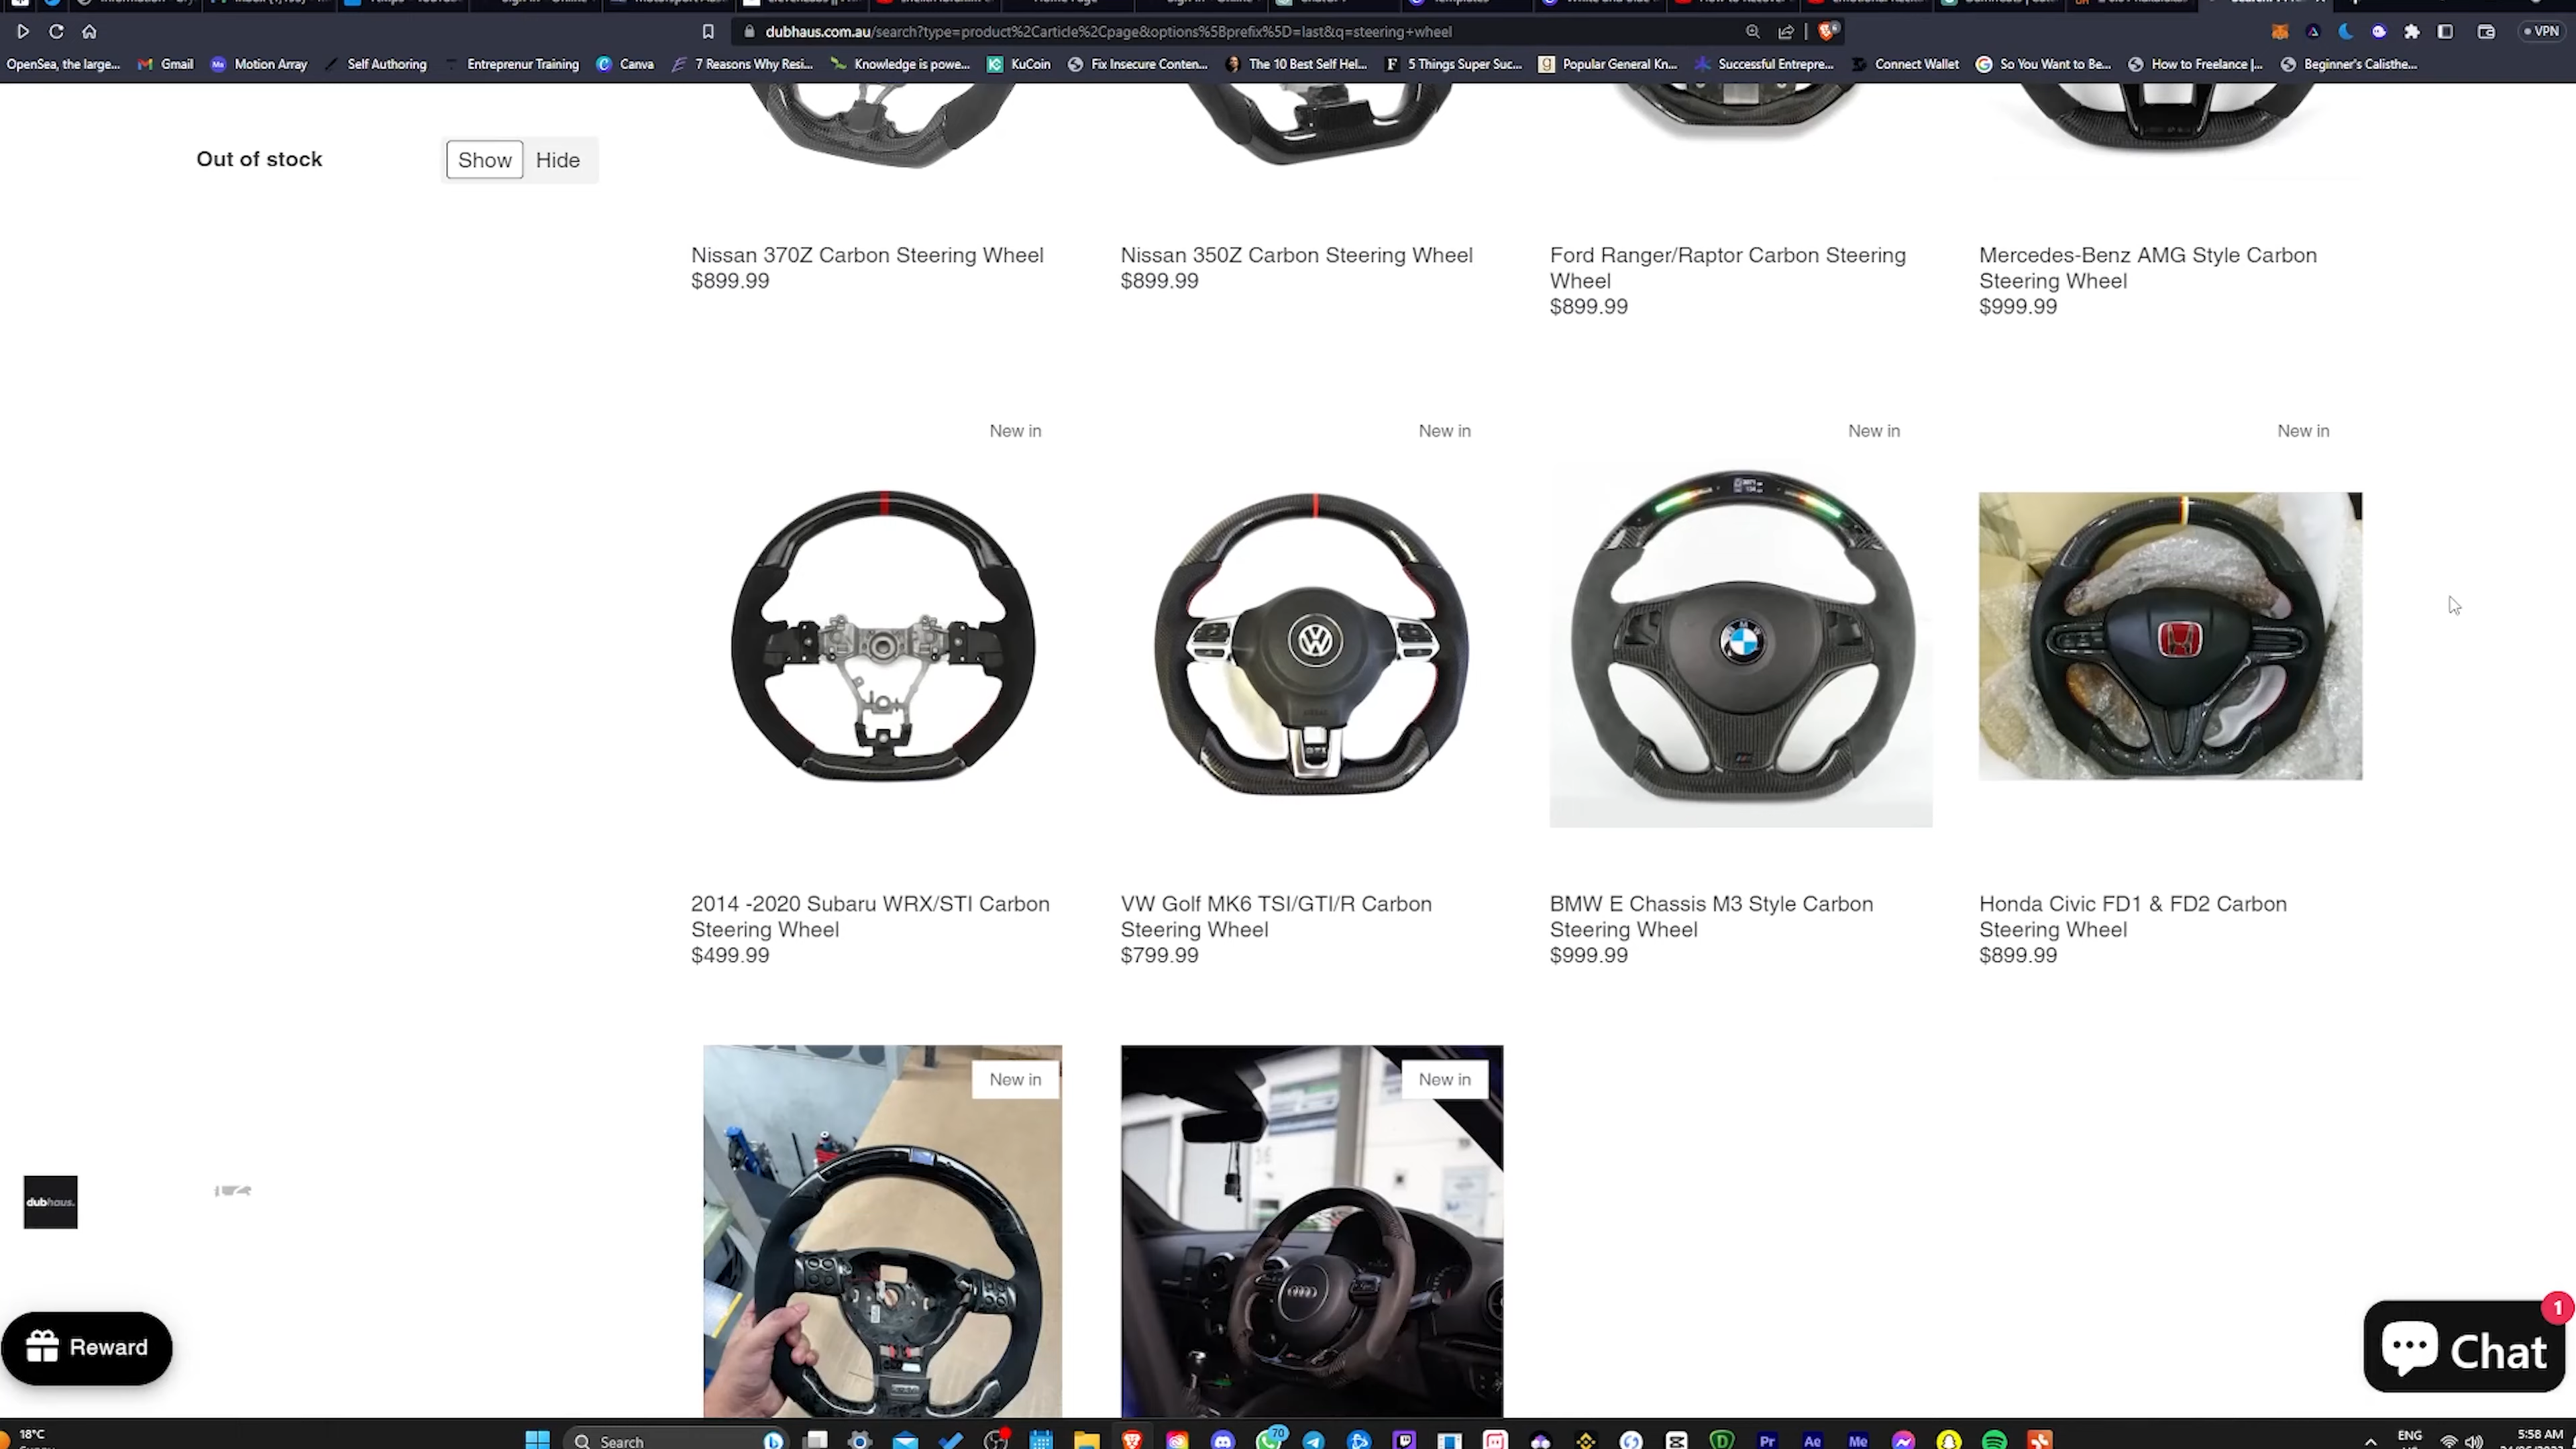 dubhaus.com.au/search?type=product%2Carticle%2Cpage&options%5Bprefix%5D=last&q=steering+wheel
VPN
OpenSea, the large... Gmail Motion Array Self Authoring Entreprenur Training Canva 7 Reasons Why Resi... Knowledge is powe... KuCoin Fix Insecure Conten... The 10 Best Self Hel... 5 Things Super Suc... Popular General Kn... Successful Entrepre... Connect Wallet So You Want to Be... How to Freelance |... Beginner's Calisthe...
Out of stock
Show Hide
Nissan 370Z Carbon Steering Wheel
$899.99
Nissan 350Z Carbon Steering Wheel
$899.99
Ford Ranger/Raptor Carbon Steering
Wheel
$899.99
Mercedes-Benz AMG Style Carbon
Steering Wheel
$999.99
New in
New in
New in
New in
2014 -2020 Subaru WRX/STI Carbon
Steering Wheel
$499.99
VW Golf MK6 TSI/GTI/R Carbon
Steering Wheel
$799.99
BMW E Chassis M3 Style Carbon
Steering Wheel
$999.99
Honda Civic FD1 & FD2 Carbon
Steering Wheel
$899.99
New in
New in
dubhaus.
Reward
1
Chat
18°C
Search
70
Pr Ae Me
ENG
5:58 AM